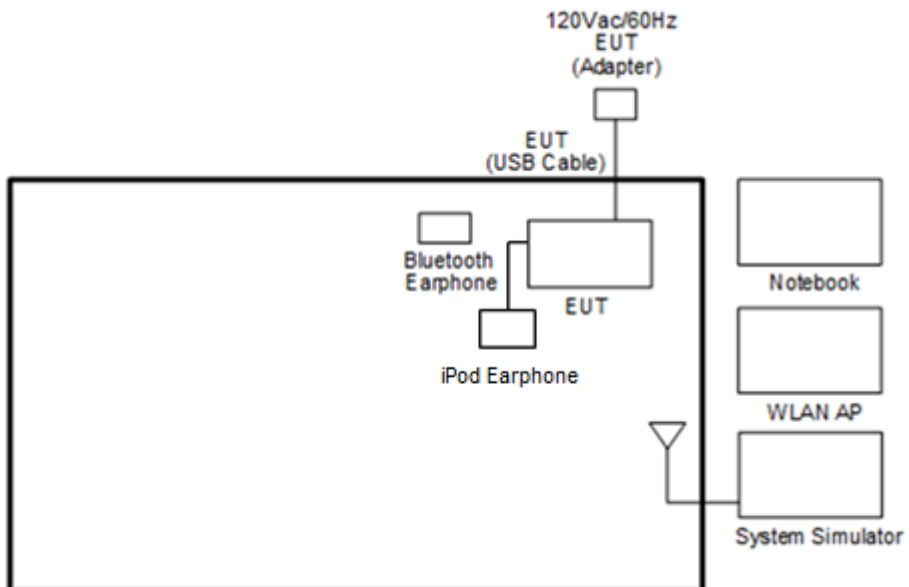 120Vac/60Hz
EUT
(Adapter)
EUT
(USB Cable)
Bluetooth
Earphone
EUT
iPod Earphone
Notebook
WLAN AP
System Simulator